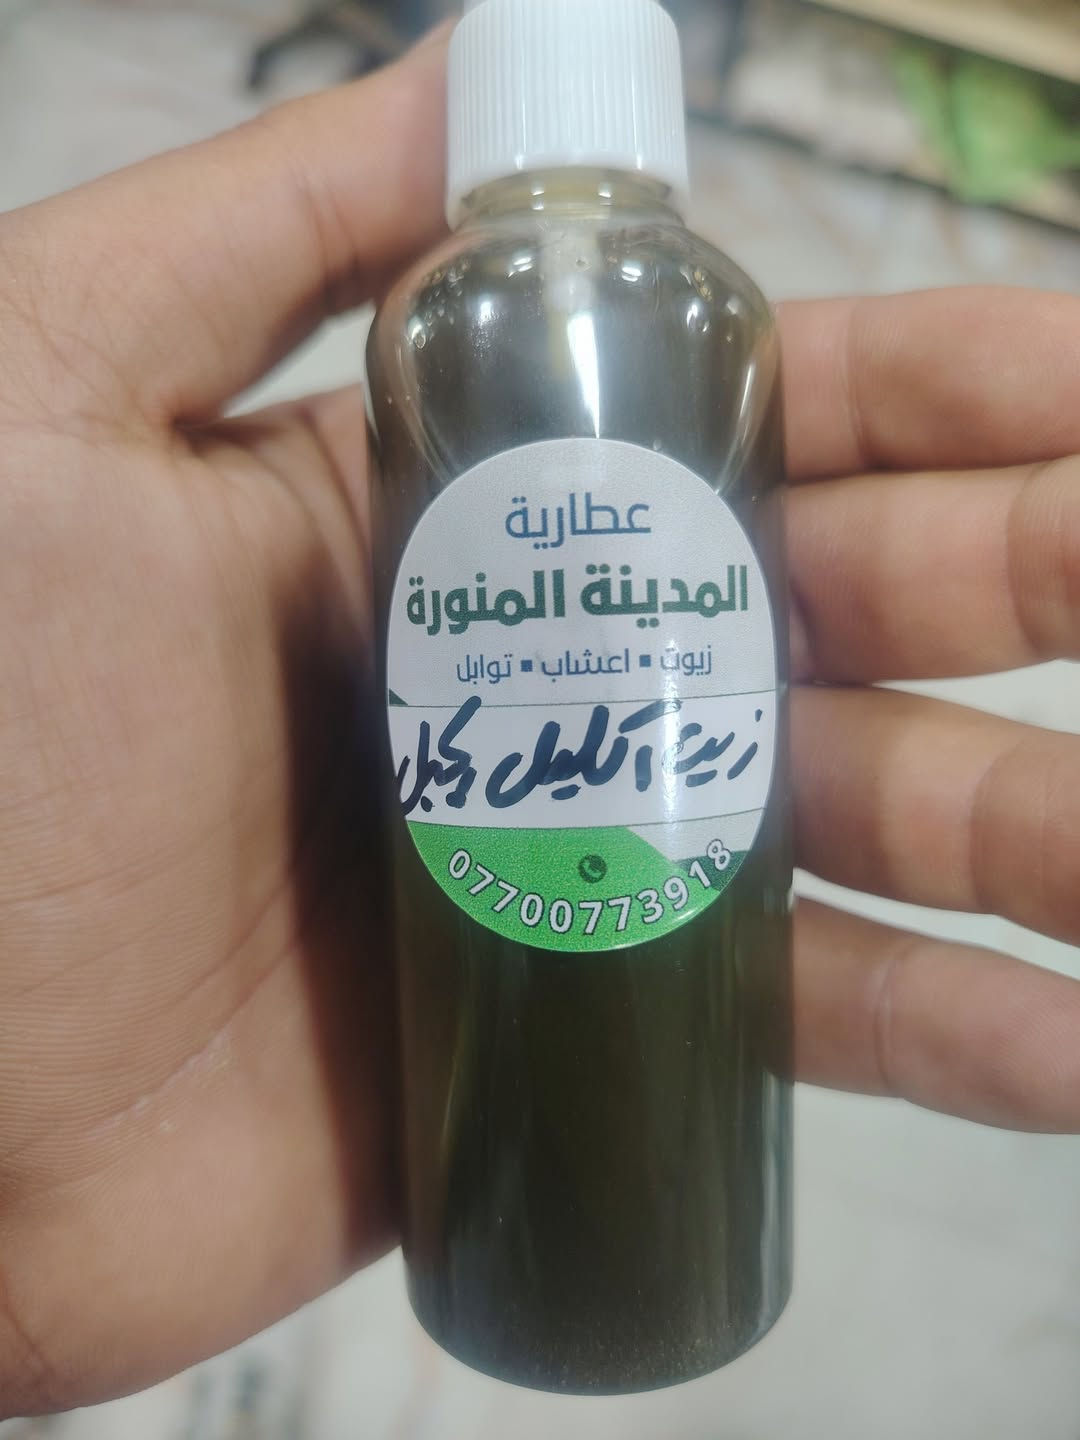 عطارية
المدينة المنورة
زيوت ▪ اعشاب ▪ توابل
زيت اكليل الجبل
07700773918